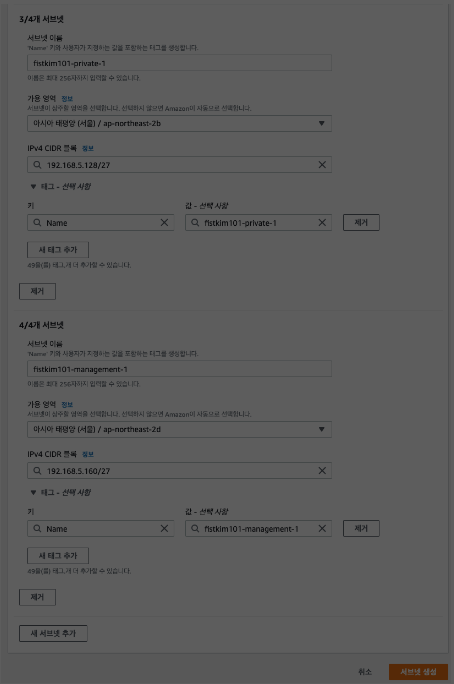 3/4개 서브넷
서브넷 이름
'Name' 키와 사용자가 지정하는 값을 포함하는 태그를 생성합니다.
fistkim101-private-1
이름은 최대 256자까지 입력할 수 있습니다.
가용 영역 정보
서브넷이 상주할 영역을 선택합니다. 선택하지 않으면 Amazon이 자동으로 선택합니다.
아시아 태평양 (서울) / ap-northeast-2b
IPv4 CIDR 블록 정보
192.168.5.128/27
태그 - 선택 사항
키
값 - 선택 사항
Name
fistkim101-private-1
제거
새 태그 추가
49을(를) 태그.개 더 추가할 수 있습니다.
제거
4/4개 서브넷
서브넷 이름
'Name' 키와 사용자가 지정하는 값을 포함하는 태그를 생성합니다.
fistkim101-management-1
이름은 최대 256자까지 입력할 수 있습니다.
가용 영역 정보
서브넷이 상주할 영역을 선택합니다. 선택하지 않으면 Amazon이 자동으로 선택합니다.
아시아 태평양 (서울) / ap-northeast-2d
IPv4 CIDR 블록 정보
192.168.5.160/27
태그 - 선택 사항
키
값 - 선택 사항
Name
fistkim101-management-1
제거
새 태그 추가
49을(를) 태그.개 더 추가할 수 있습니다.
제거
새 서브넷 추가
취소
서브넷 생성